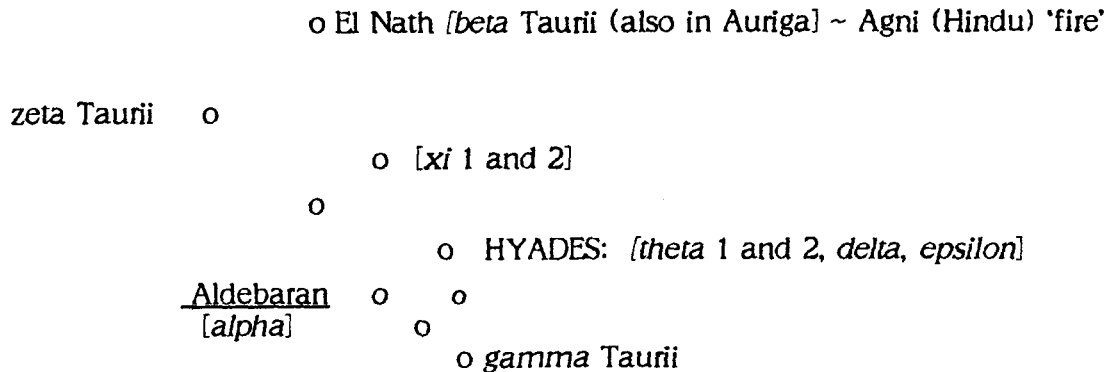 o El Nath [beta Taurii (also in Auriga] ~ Agni (Hindu) 'fire'
zeta Taurii o
o [xi 1 and 2]
o
o HYADES: [theta 1 and 2, delta, epsilon]
Aldebaran o o
[alpha] o
o gamma Taurii